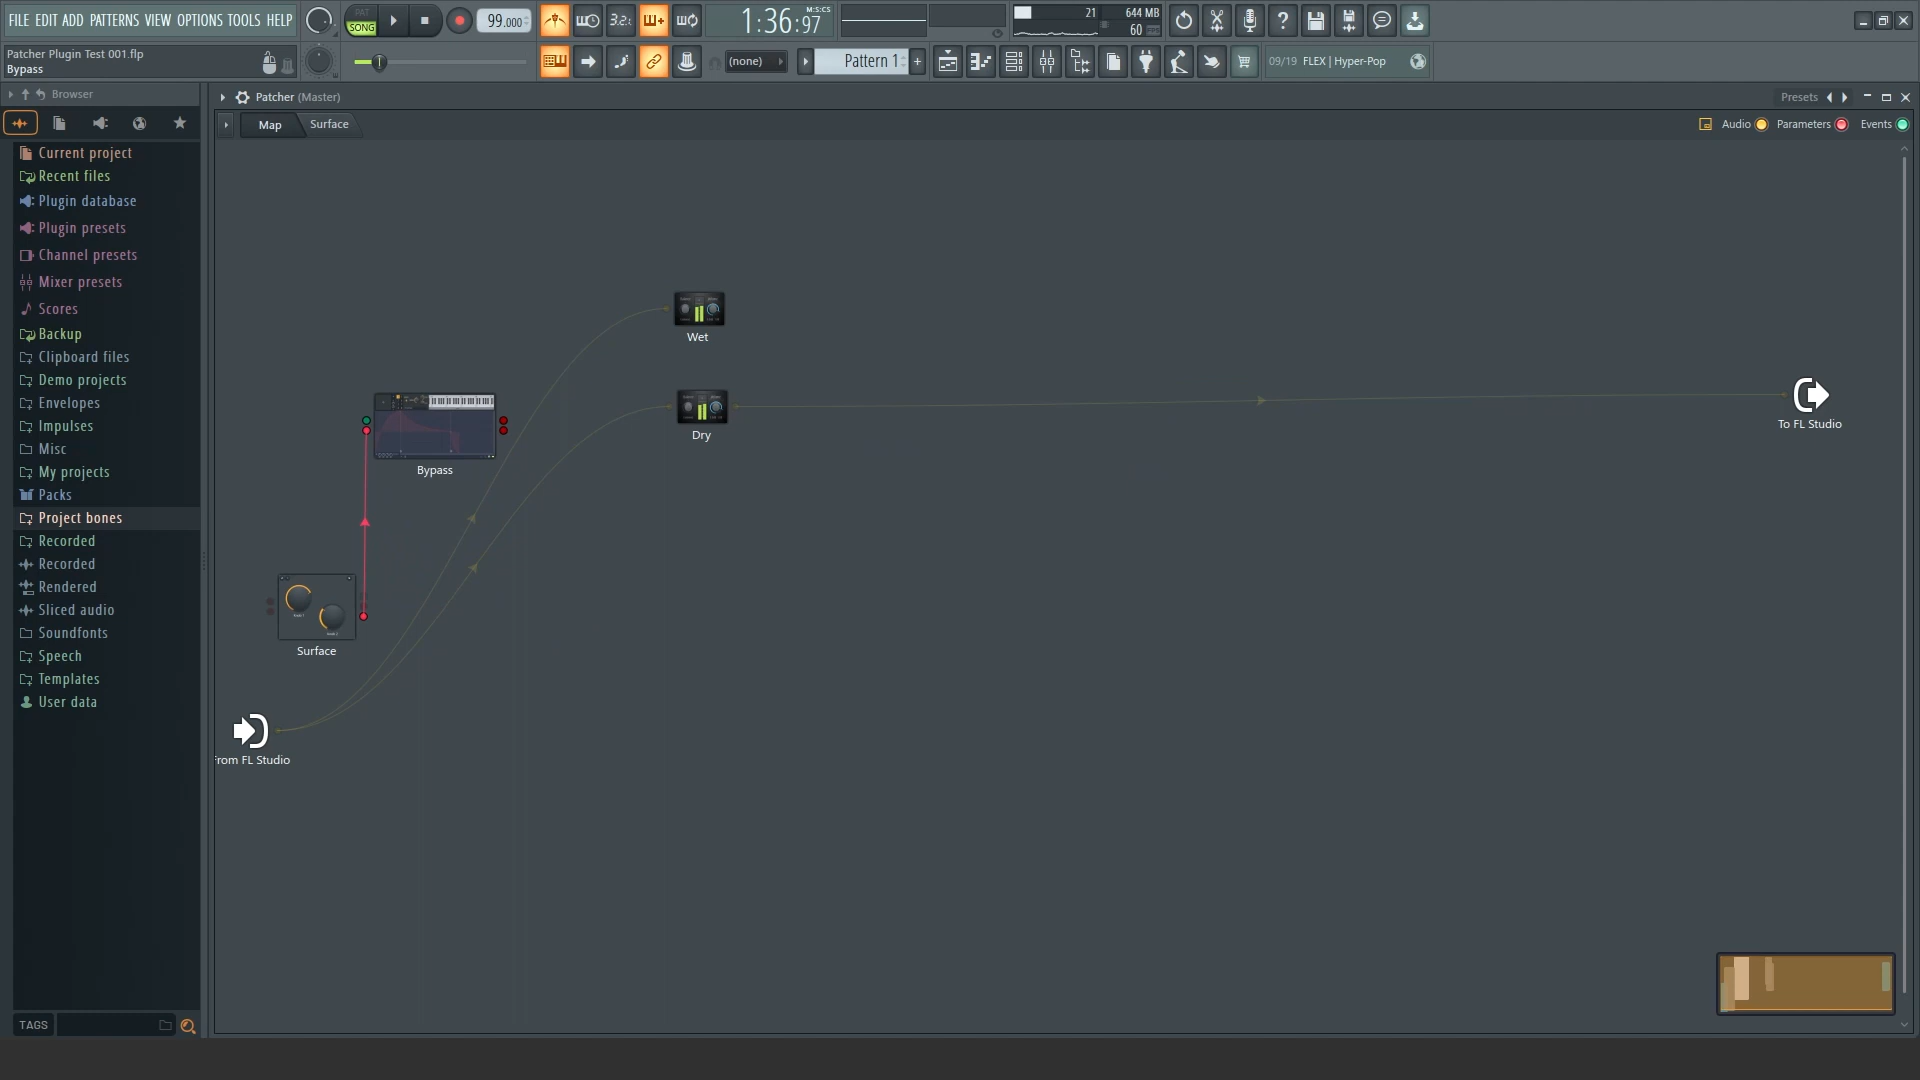 FILE EDIT ADD PATTERNS VIEW OPTIONS TOOLS HELP
PAT
SONG
99.000
3.2.
1:36:97
M:S:CS
21
644 MB
60
Patcher Plugin Test 001.flp
Bypass
(none)
Pattern 1
+
09/19 FLEX | Hyper-Pop
Browser
Patcher (Master)
Presets
Map
Surface
Audio
Parameters
Events
Current project
Recent files
Plugin database
Plugin presets
Channel presets
Mixer presets
Scores
Backup
Clipboard files
Demo projects
Envelopes
Impulses
Misc
My projects
Packs
Project bones
Recorded
Recorded
Rendered
Sliced audio
Soundfonts
Speech
Templates
User data
TAGS
Wet
Dry
Bypass
Surface
From FL Studio
To FL Studio